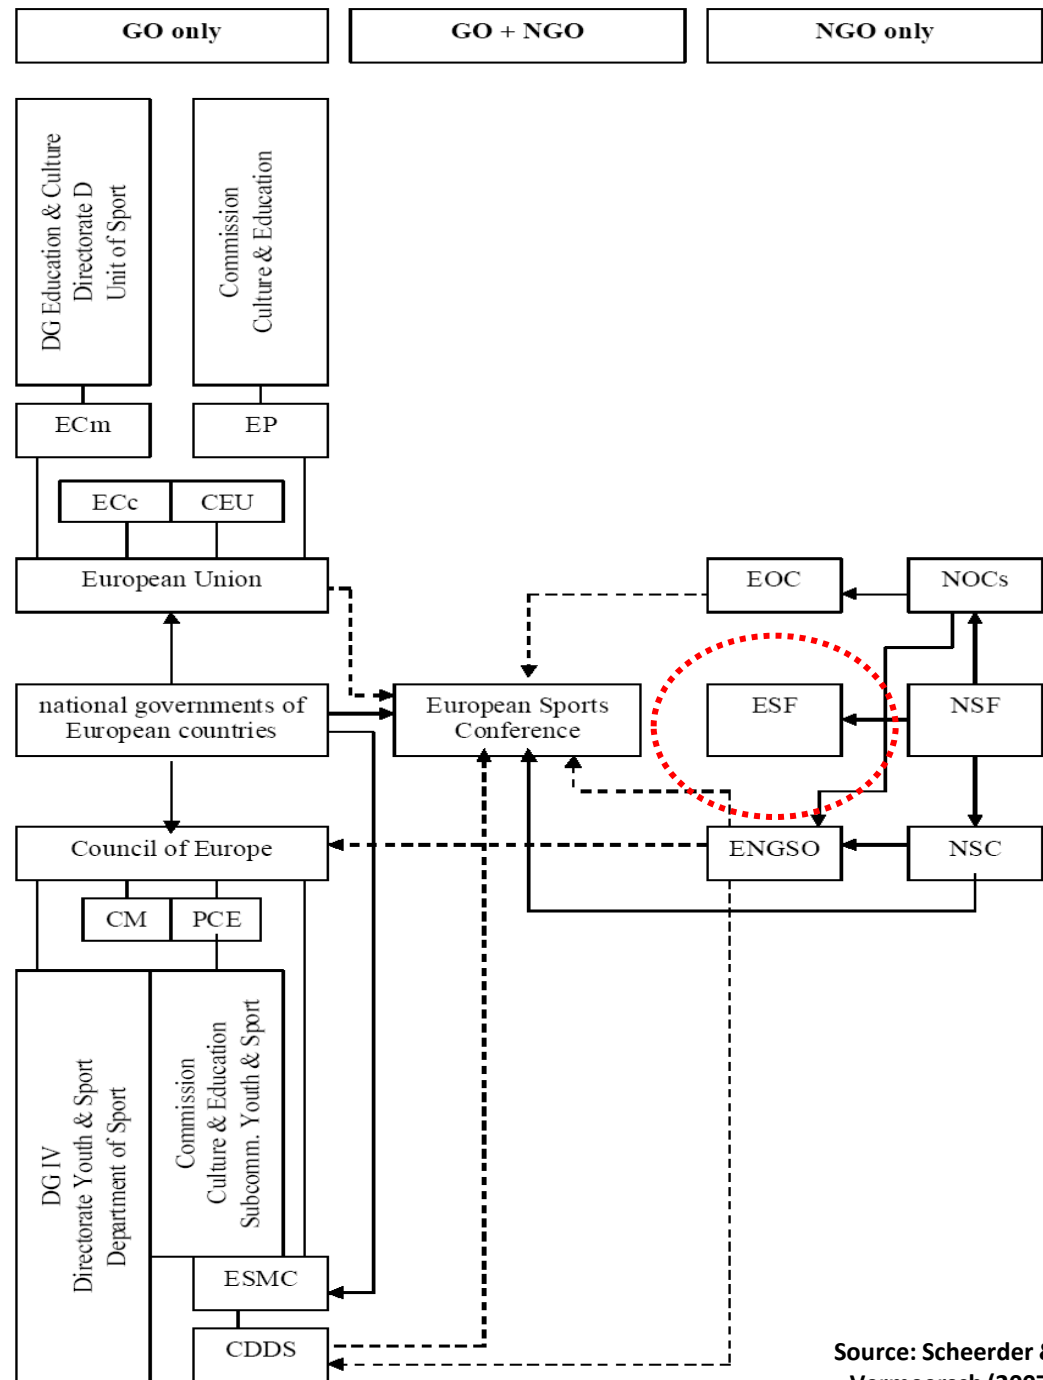 GO only
GO + NGO
NGO only
DG Education & Culture
Directorate D
Unit of Sport
Commission
Culture & Education
ECm
EP
ECc
CEU
European Union
EOC
NOCs
national governments of
European countries
European Sports
Conference
ESF
NSF
Council of Europe
ENGSO
NSC
CM
PCE
DG IV
Directorate Youth & Sport
Department of Sport
Commission
Culture & Education
Subcomm. Youth & Sport
ESMC
CDDS
Source: Scheerder &